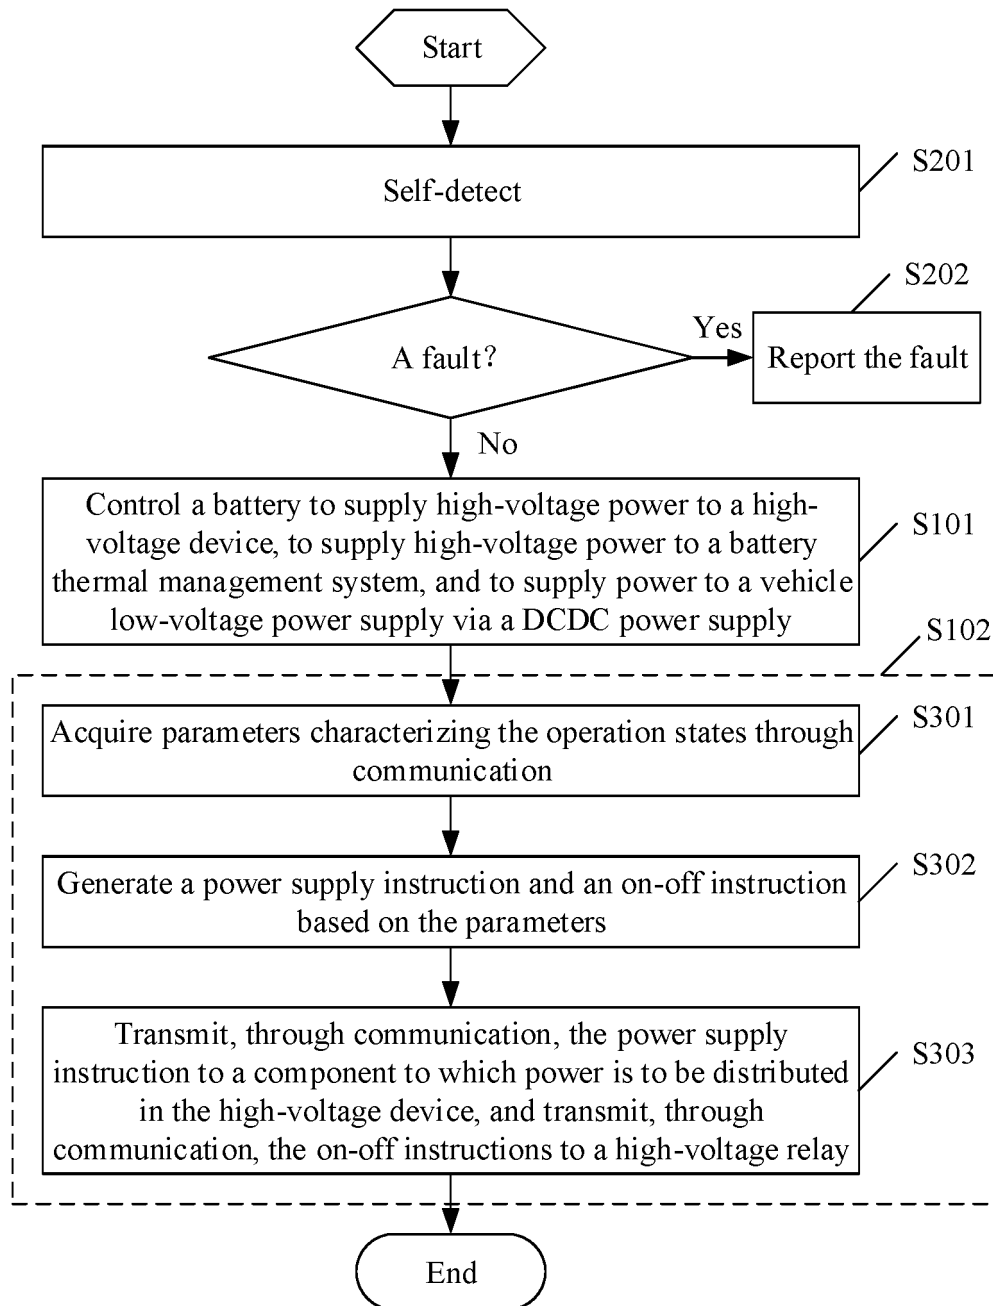 Start
S201
Self-detect
S202
A fault?
Yes
Report the fault
No
Control a battery to supply high-voltage power to a high-
voltage device, to supply high-voltage power to a battery
thermal management system, and to supply power to a vehicle
low-voltage power supply via a DCDC power supply
S101
S102
Acquire parameters characterizing the operation states through
communication
S301
Generate a power supply instruction and an on-off instruction
based on the parameters
S302
Transmit, through communication, the power supply
instruction to a component to which power is to be distributed
in the high-voltage device, and transmit, through
communication, the on-off instructions to a high-voltage relay
S303
End